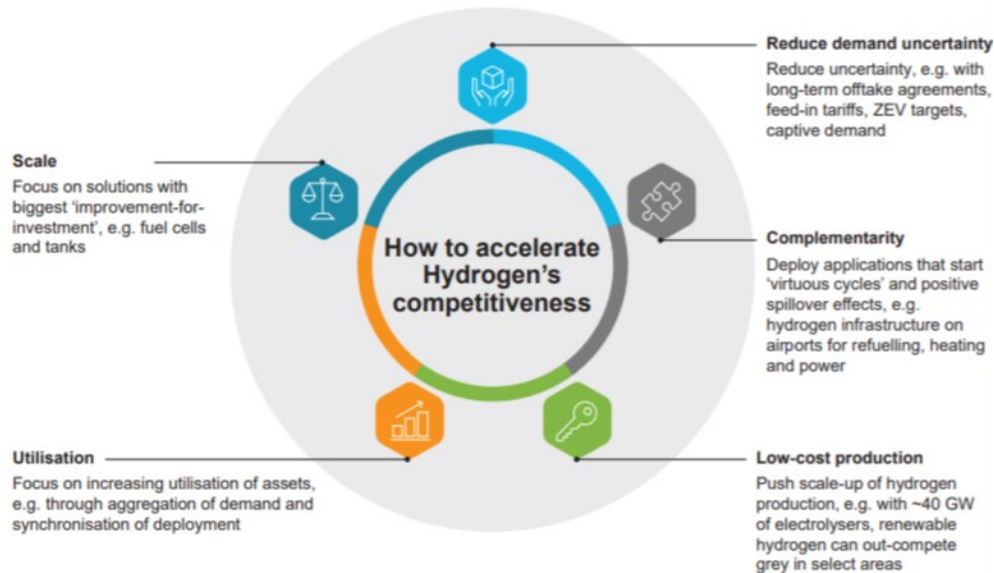 Reduce demand uncertainty
Reduce uncertainty, e.g. with
long-term offtake agreements,
feed-in tariffs, ZEV targets,
captive demand
Scale
Focus on solutions with
biggest ‘improvement-for-
investment’, e.g. fuel cells
and tanks
How to accelerate
Hydrogen’s
competitiveness
Complementarity
Deploy applications that start
‘virtuous cycles’ and positive
spillover effects, e.g.
hydrogen infrastructure on
airports for refuelling, heating
and power
Utilisation
Focus on increasing utilisation of assets,
e.g. through aggregation of demand and
synchronisation of deployment
Low-cost production
Push scale-up of hydrogen
production, e.g. with ~40 GW
of electrolysers, renewable
hydrogen can out-compete
grey in select areas